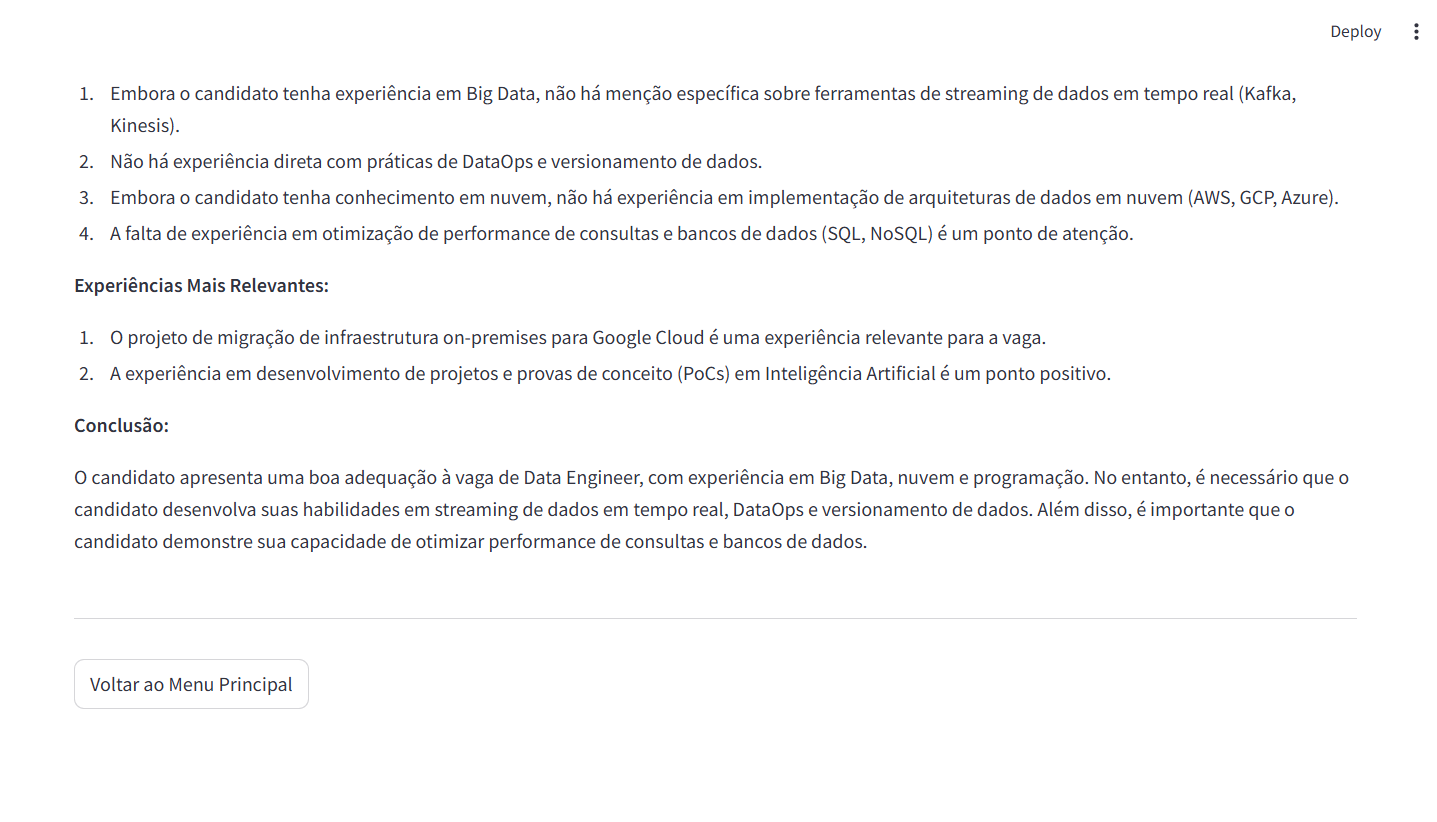 Deploy
1. Embora o candidato tenha experiência em Big Data, não há menção específica sobre ferramentas de streaming de dados em tempo real (Kafka,
Kinesis).
2. Não há experiência direta com práticas de DataOps e versionamento de dados.
3. Embora o candidato tenha conhecimento em nuvem, não há experiência em implementação de arquiteturas de dados em nuvem (AWS, GCP, Azure).
4. A falta de experiência em otimização de performance de consultas e bancos de dados (SQL, NoSQL) é um ponto de atenção.
Experiências Mais Relevantes:
1. O projeto de migração de infraestrutura on-premises para Google Cloud é uma experiência relevante para a vaga.
2. A experiência em desenvolvimento de projetos e provas de conceito (PoCs) em Inteligência Artificial é um ponto positivo.
Conclusão:
O candidato apresenta uma boa adequação à vaga de Data Engineer, com experiência em Big Data, nuvem e programação. No entanto, é necessário que o
candidato desenvolva suas habilidades em streaming de dados em tempo real, DataOps e versionamento de dados. Além disso, é importante que o
candidato demonstre sua capacidade de otimizar performance de consultas e bancos de dados.
Voltar ao Menu Principal